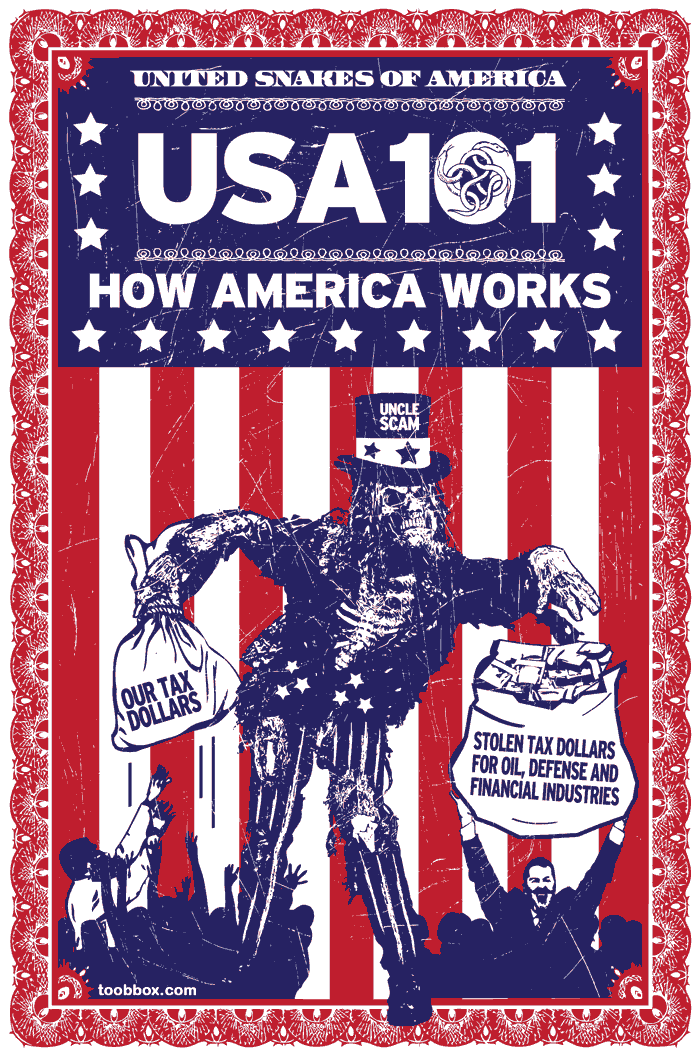 UNITED SNAKES OF AMERICA
USA101
HOW AMERICA WORKS
UNCLE
SCAM
OUR TAX
DOLLARS
STOLEN TAX DOLLARS
FOR OIL, DEFENSE AND
FINANCIAL INDUSTRIES
toobbox.com